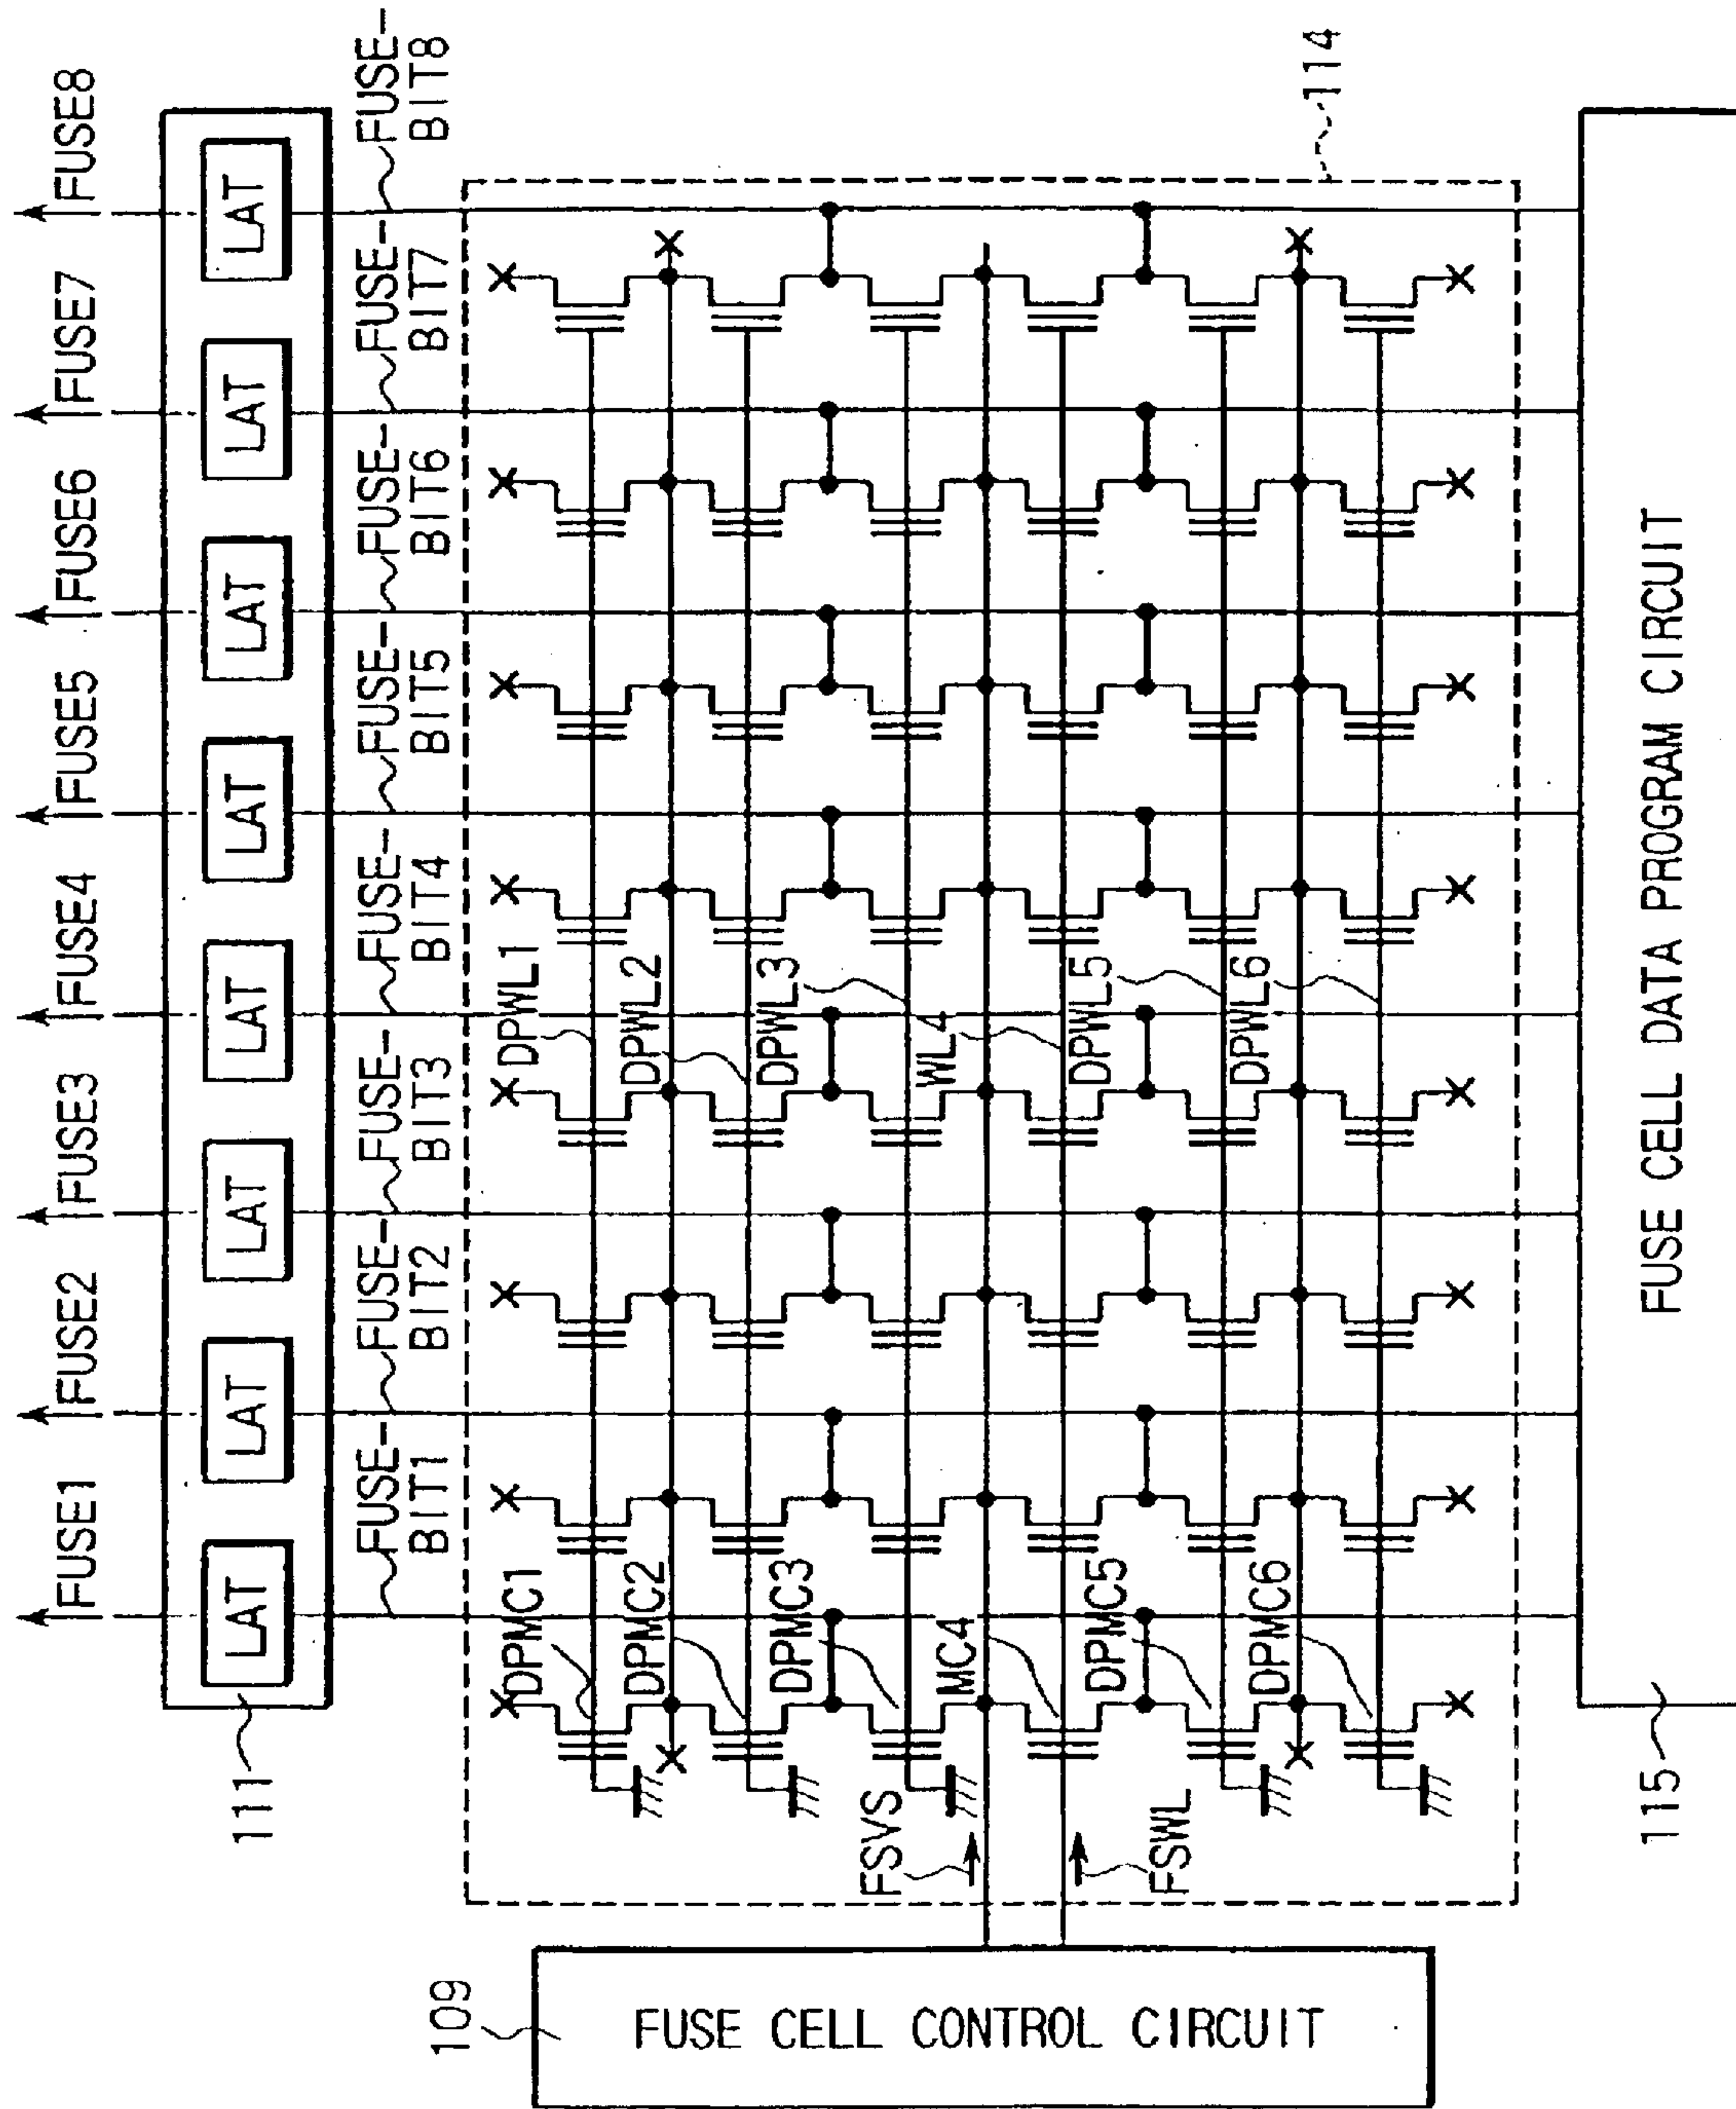 FUSE1
FUSE2
FUSE3
FUSE4
FUSE5
FUSE6
FUSE7
FUSE8
LAT
LAT
LAT
LAT
LAT
LAT
LAT
LAT
111
FUSE-
BIT1
FUSE-
BIT2
FUSE-
BIT3
FUSE-
BIT4
FUSE-
BIT5
FUSE-
BIT6
FUSE-
BIT7
FUSE-
BIT8
114
DPMC1
DPMC2
DPMC3
MC4
DPMC5
DPMC6
DPWL1
DPWL2
DPWL3
WL4
DPWL5
DPWL6
FSVS
FSWL
109
FUSE CELL CONTROL CIRCUIT
115
FUSE CELL DATA PROGRAM CIRCUIT